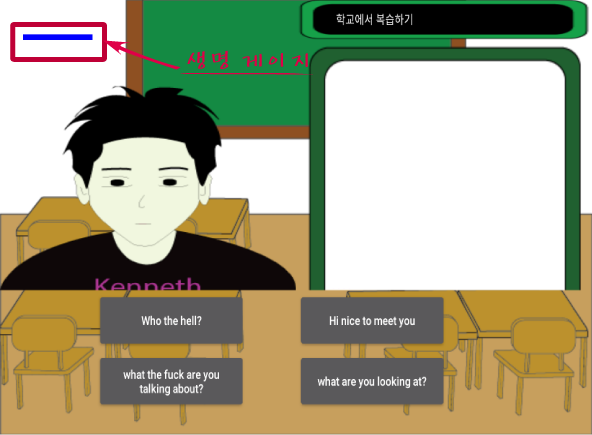 학교에서 복습하기
생명 게이지
Kenneth
Who the hell?
Hi nice to meet you
what the fuck are you
talking about?
what are you looking at?